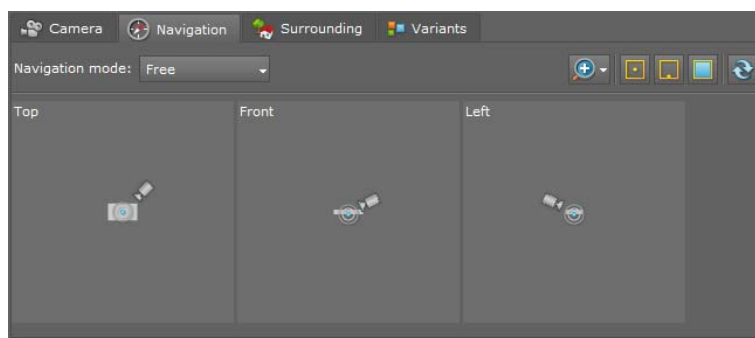 Camera Navigation Surrounding Variants
Navigation mode: Free
Top Front Left